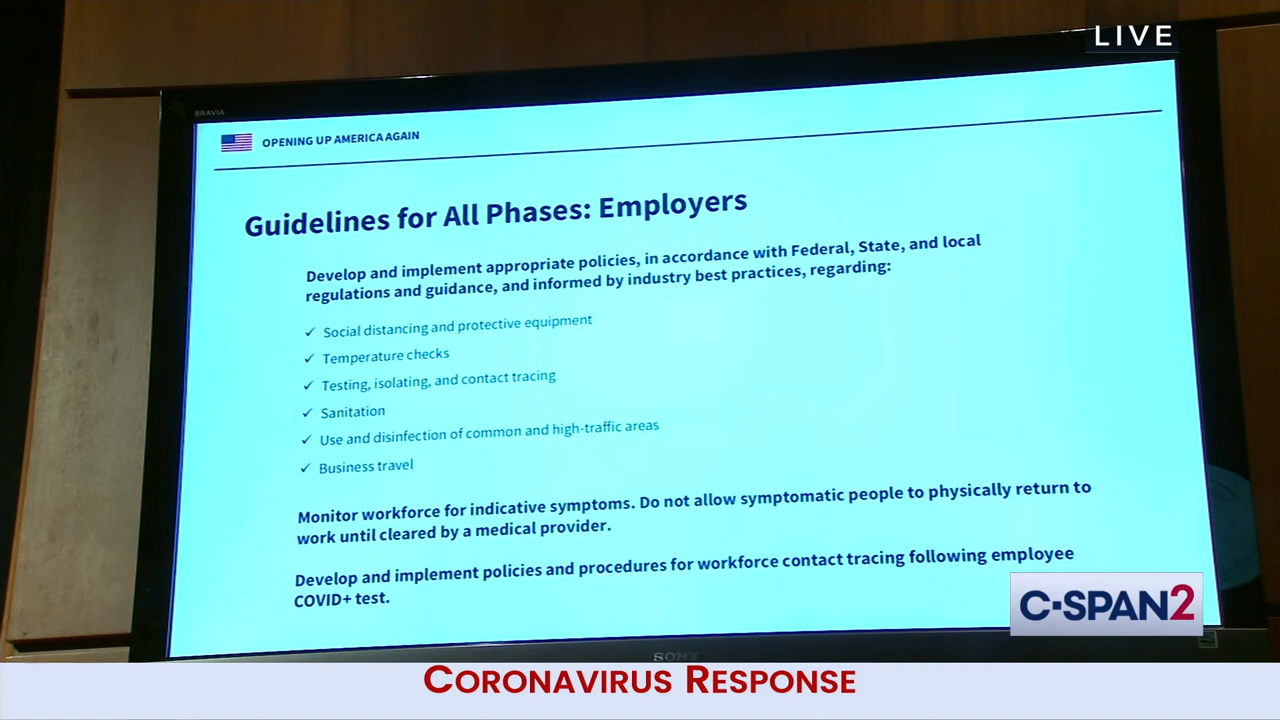 LIVE
BRAVIA
OPENING UP AMERICA AGAIN
Guidelines for All Phases: Employers
Develop and implement appropriate policies, in accordance with Federal, State, and local
regulations and guidance, and informed by industry best practices, regarding:
✓ Social distancing and protective equipment
✓ Temperature checks
✓ Testing, isolating, and contact tracing
✓ Sanitation
✓ Use and disinfection of common and high-traffic areas
✓ Business travel
Monitor workforce for indicative symptoms. Do not allow symptomatic people to physically return to
work until cleared by a medical provider.
Develop and implement policies and procedures for workforce contact tracing following employee
COVID+ test.
C-SPAN2
SONY
CORONAVIRUS RESPONSE